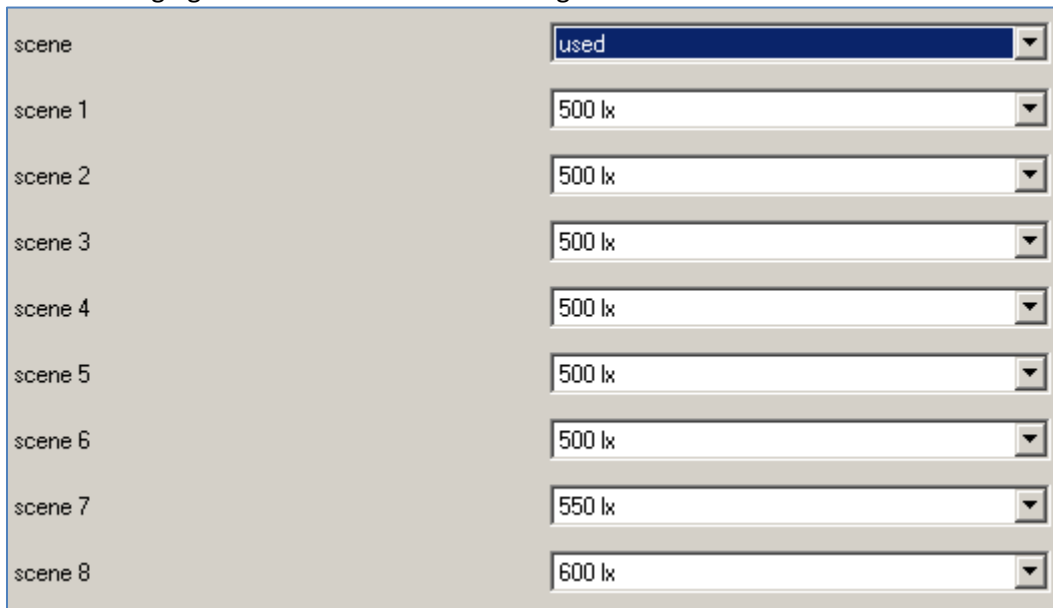 scene used
scene 1 500 lx
scene 2 500 lx
scene 3 500 lx
scene 4 500 lx
scene 5 500 lx
scene 6 500 lx
scene 7 550 lx
scene 8 600 lx